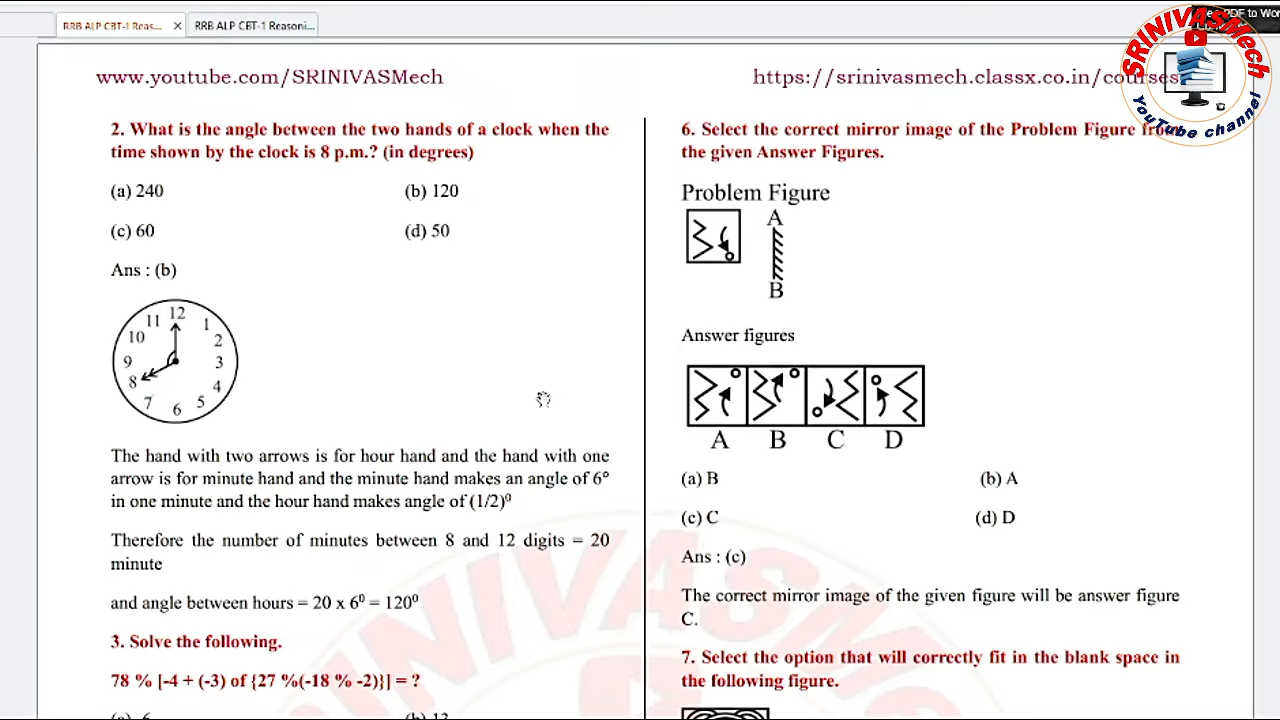 RRB ALP CBT-1 Reas...
RRB ALP CBT-1 Reasoni...
PDF to Wor
SRINIVASMech
YouTube channel
www.youtube.com/SRINIVASMech
https://srinivasmech.classx.co.in/courses
2. What is the angle between the two hands of a clock when the
time shown by the clock is 8 p.m.? (in degrees)
(a) 240
(b) 120
(c) 60
(d) 50
Ans : (b)
12
11
1
10
2
9
3
8
4
7
6
5
The hand with two arrows is for hour hand and the hand with one
arrow is for minute hand and the minute hand makes an angle of 6°
in one minute and the hour hand makes angle of (1/2)⁰
Therefore the number of minutes between 8 and 12 digits = 20
minute
and angle between hours = 20 x 6⁰ = 120⁰
3. Solve the following.
78 % [-4 + (-3) of {27 %(-18 % -2)}] = ?
6. Select the correct mirror image of the Problem Figure from
the given Answer Figures.
Problem Figure
A
B
Answer figures
A B C D
(a) B
(b) A
(c) C
(d) D
Ans : (c)
The correct mirror image of the given figure will be answer figure
C.
7. Select the option that will correctly fit in the blank space in
the following figure.
SRINIVASMech